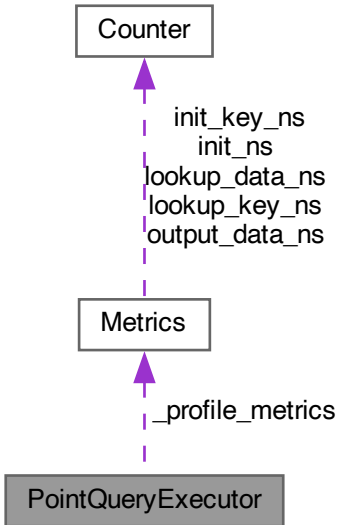 Counter
init_key_ns
init_ns
lookup_data_ns
lookup_key_ns
output_data_ns
Metrics
_profile_metrics
PointQueryExecutor